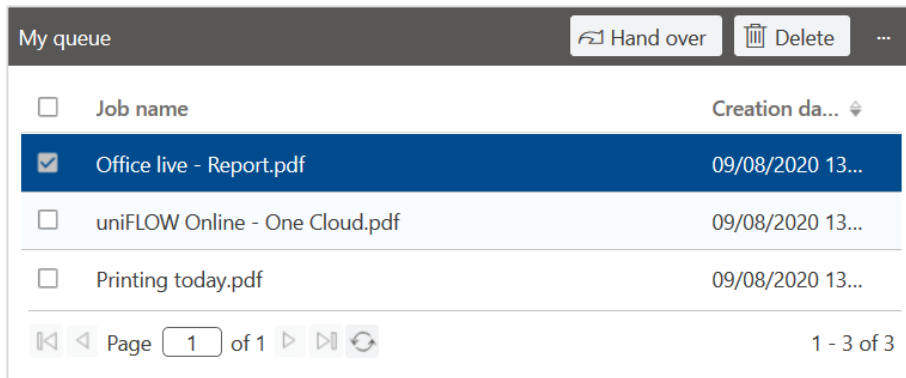 My queue Hand over Delete ...
Job name Creation da...
Office live - Report.pdf 09/08/2020 13...
uniFLOW Online - One Cloud.pdf 09/08/2020 13...
Printing today.pdf 09/08/2020 13...
Page 1 of 1 1 - 3 of 3